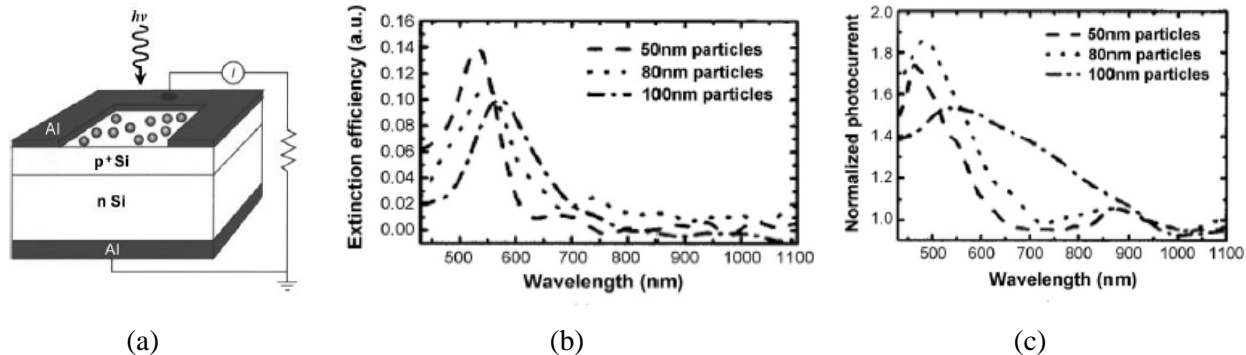 hν
I
Al
p⁺Si
n Si
Al
(a)
Extinction efficiency (a.u.)
0.16
0.14
0.12
0.10
0.08
0.06
0.04
0.02
0.00
50nm particles
80nm particles
100nm particles
500 600 700 800 900 1000 1100
Wavelength (nm)
(b)
Normalized photocurrent
2.0
1.8
1.6
1.4
1.2
1.0
50nm particles
80nm particles
100nm particles
500 600 700 800 900 1000 1100
Wavelength (nm)
(c)